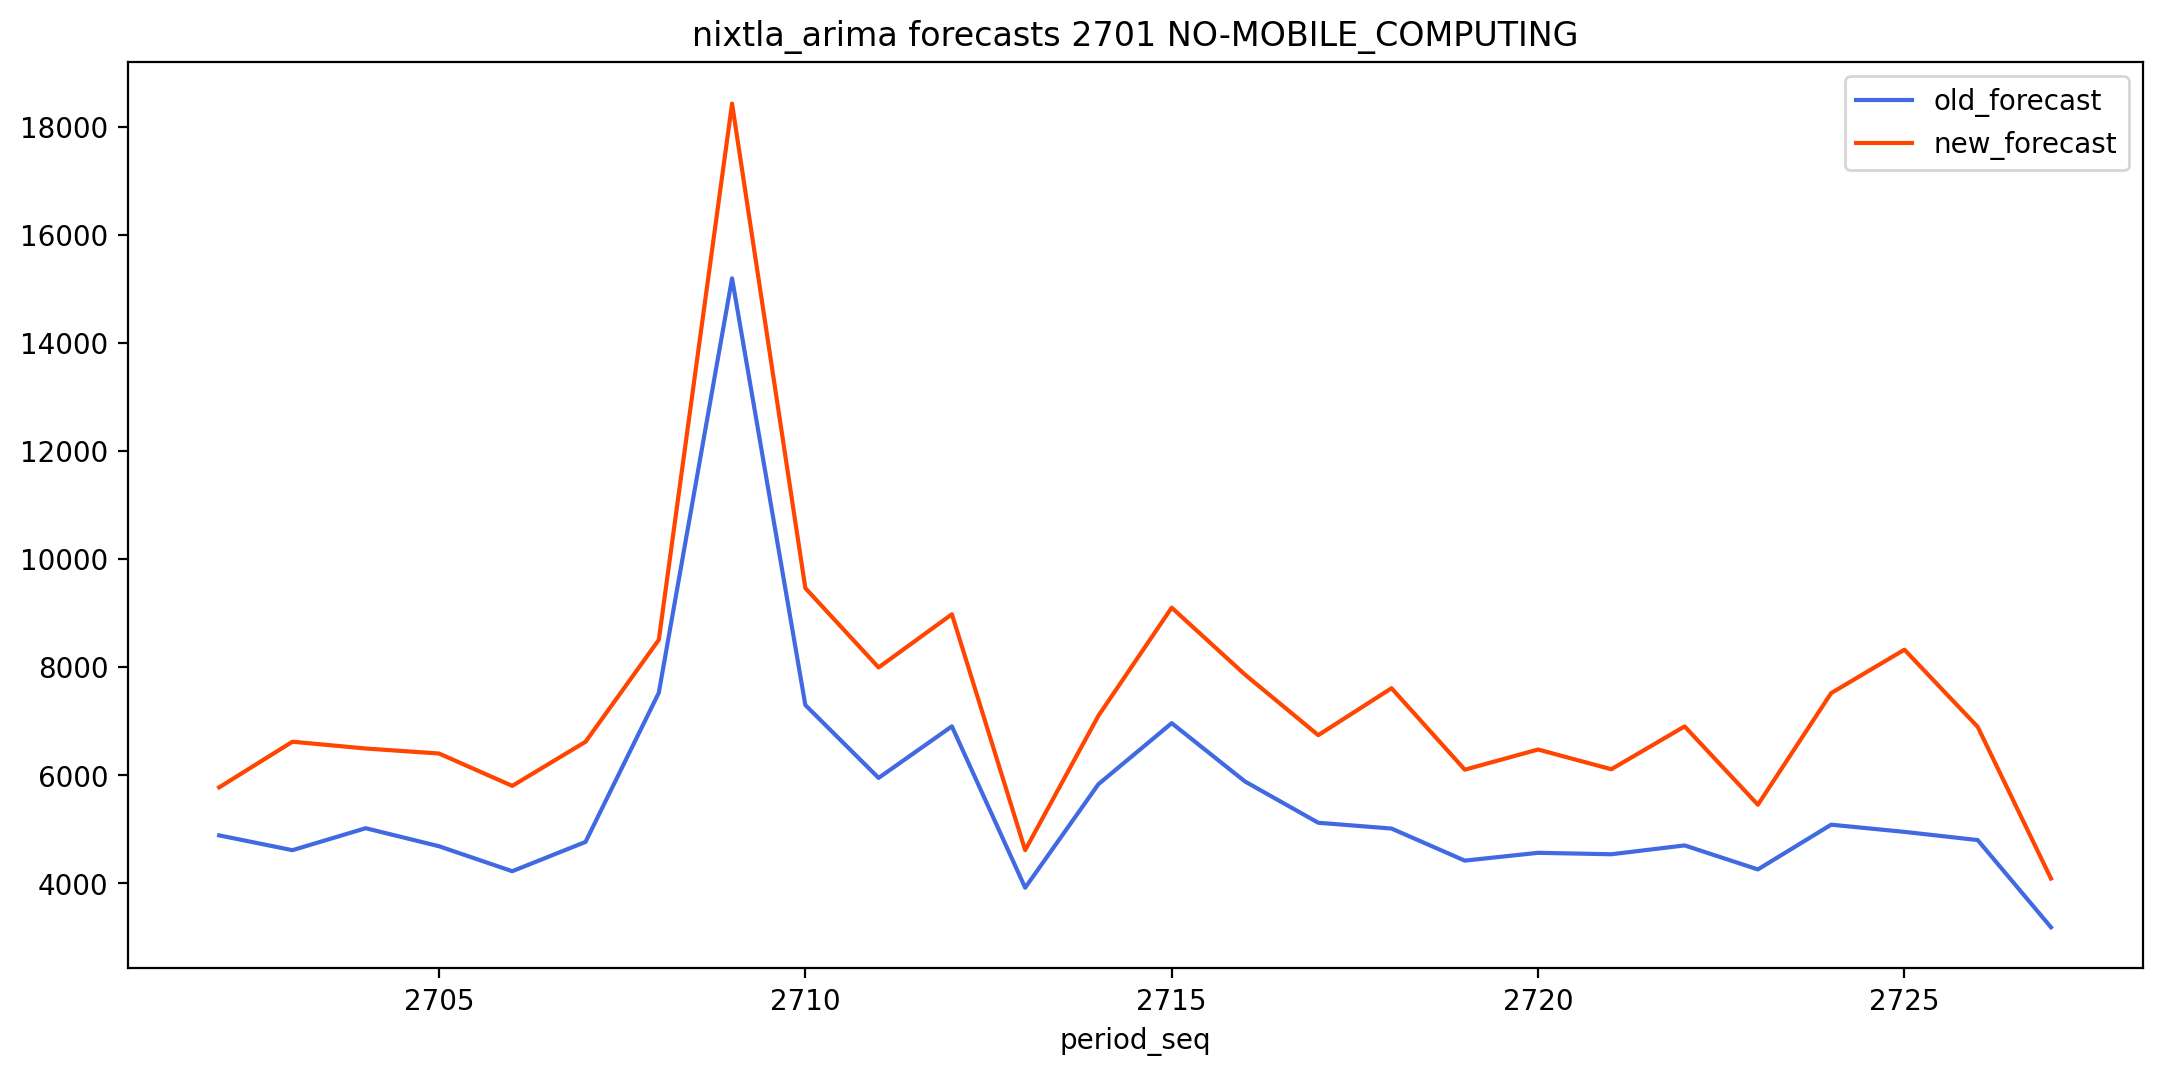 nixtla_arima forecasts 2701 NO-MOBILE_COMPUTING
old_forecast
new_forecast
18000
16000
14000
12000
10000
8000
6000
4000
2705 2710 2715 2720 2725
period_seq